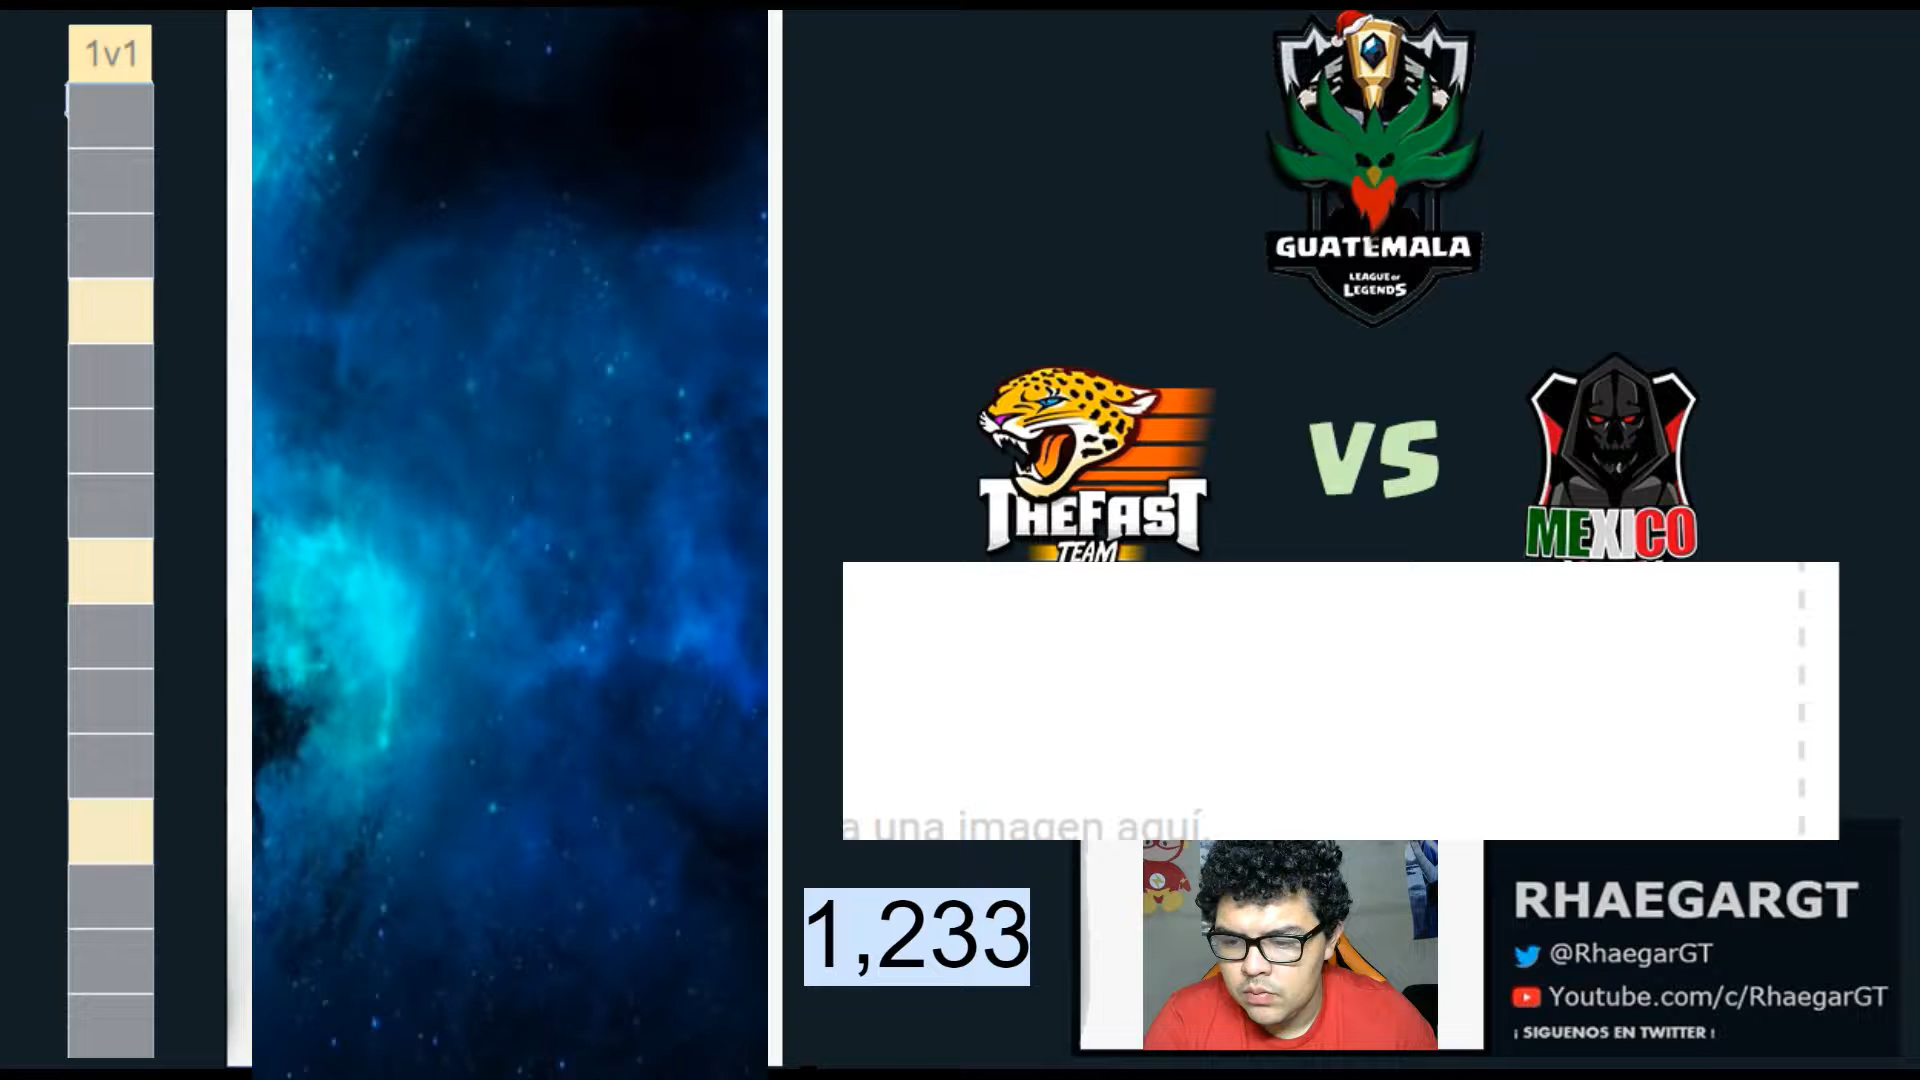 1v1
GUATEMALA
LEAGUE OF
LEGENDS
THEFAST
TEAM
VS
MEXICO
a una imagen aquí.
1,233
RHAEGARGT
@RhaegarGT
Youtube.com/c/RhaegarGT
¡ SIGUENOS EN TWITTER !